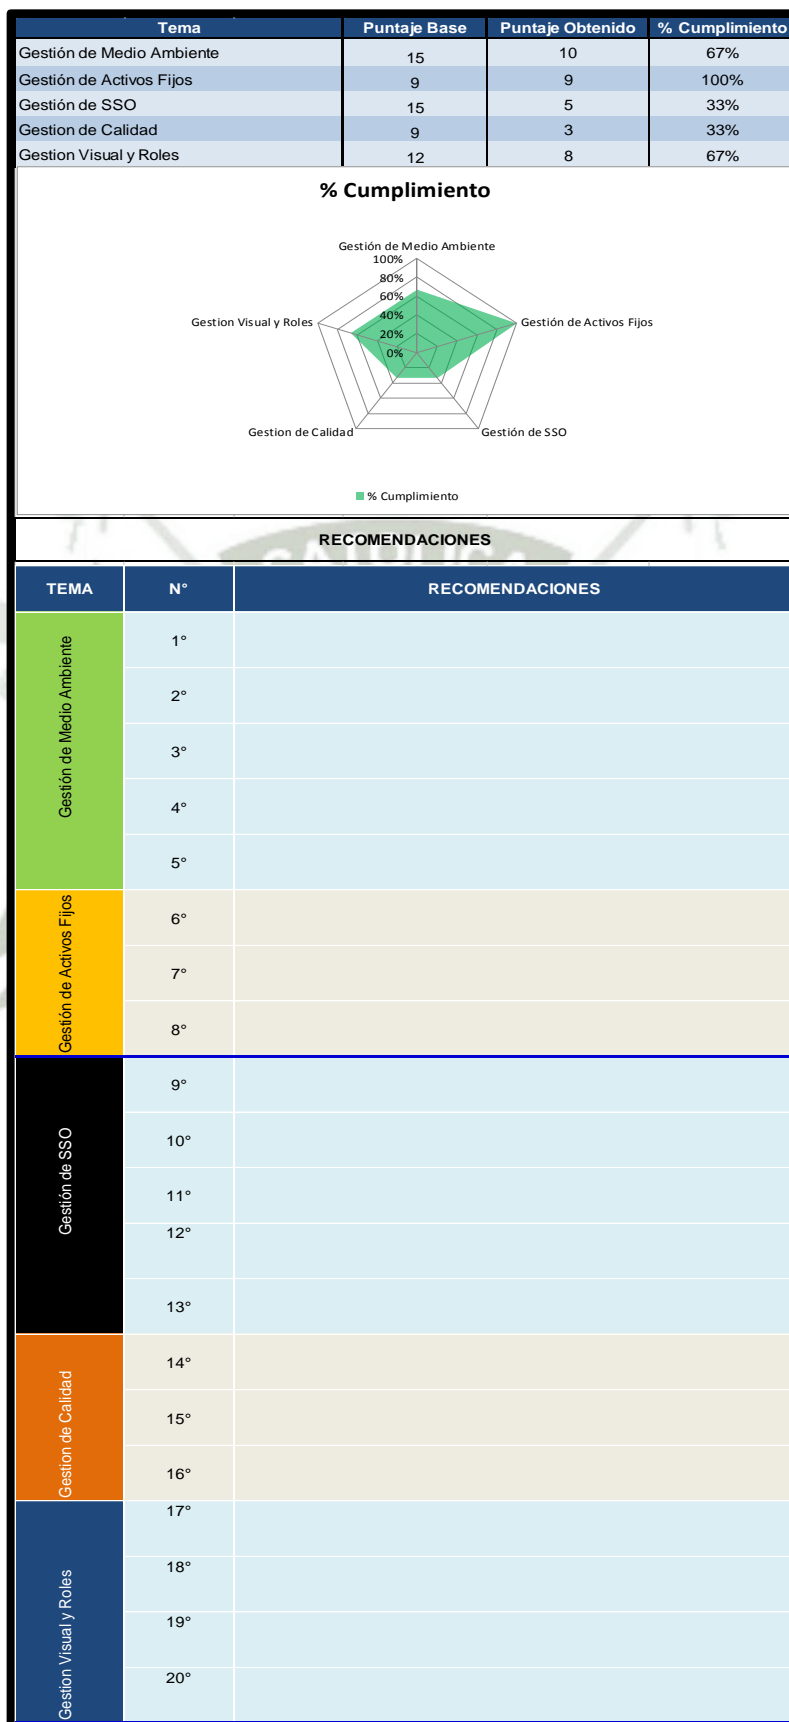 Tema Puntaje Base Puntaje Obtenido % Cumplimiento
Gestión de Medio Ambiente 15 10 67%
Gestión de Activos Fijos 9 9 100%
Gestión de SSO 15 5 33%
Gestion de Calidad 9 3 33%
Gestion Visual y Roles 12 8 67%
% Cumplimiento
Gestión de Medio Ambiente
100%
80%
60%
40%
20%
0%
Gestion Visual y Roles
Gestión de Activos Fijos
Gestion de Calidad
Gestión de SSO
% Cumplimiento
RECOMENDACIONES
TEMA N° RECOMENDACIONES
Gestión de Medio Ambiente
1°
2°
3°
4°
5°
Gestión de Activos Fijos
6°
7°
8°
Gestión de SSO
9°
10°
11°
12°
13°
Gestion de Calidad
14°
15°
16°
Gestion Visual y Roles
17°
18°
19°
20°